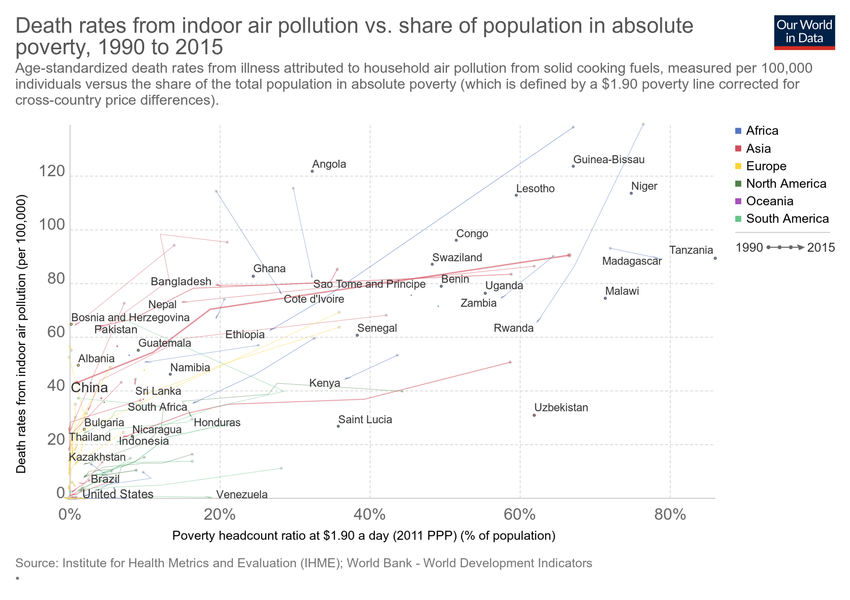 Death rates from indoor air pollution vs. share of population in absolute
poverty, 1990 to 2015
Our World
in Data
Age-standardized death rates from illness attributed to household air pollution from solid cooking fuels, measured per 100,000
individuals versus the share of the total population in absolute poverty (which is defined by a $1.90 poverty line corrected for
cross-country price differences).
Death rates from indoor air pollution (per 100,000)
120
100
80
60
40
20
0
Angola
Guinea-Bissau
Lesotho
Niger
Congo
Tanzania
Madagascar
Swaziland
Ghana
Bangladesh
Sao Tome and Principe
Benin
Uganda
Malawi
Cote d'Ivoire
Nepal
Zambia
Bosnia and Herzegovina
Pakistan
Ethiopia
Senegal
Rwanda
Guatemala
Albania
Namibia
China
Kenya
Sri Lanka
South Africa
Uzbekistan
Bulgaria
Honduras
Saint Lucia
Nicaragua
Thailand
Indonesia
Kazakhstan
Brazil
United States
Venezuela
0%
20%
40%
60%
80%
Poverty headcount ratio at $1.90 a day (2011 PPP) (% of population)
Africa
Asia
Europe
North America
Oceania
South America
1990 2015
Source: Institute for Health Metrics and Evaluation (IHME); World Bank - World Development Indicators
•